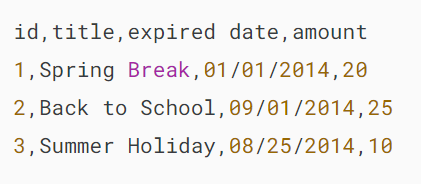 id,title,expired date,amount
1,Spring Break,01/01/2014,20
2,Back to School,09/01/2014,25
3,Summer Holiday,08/25/2014,10